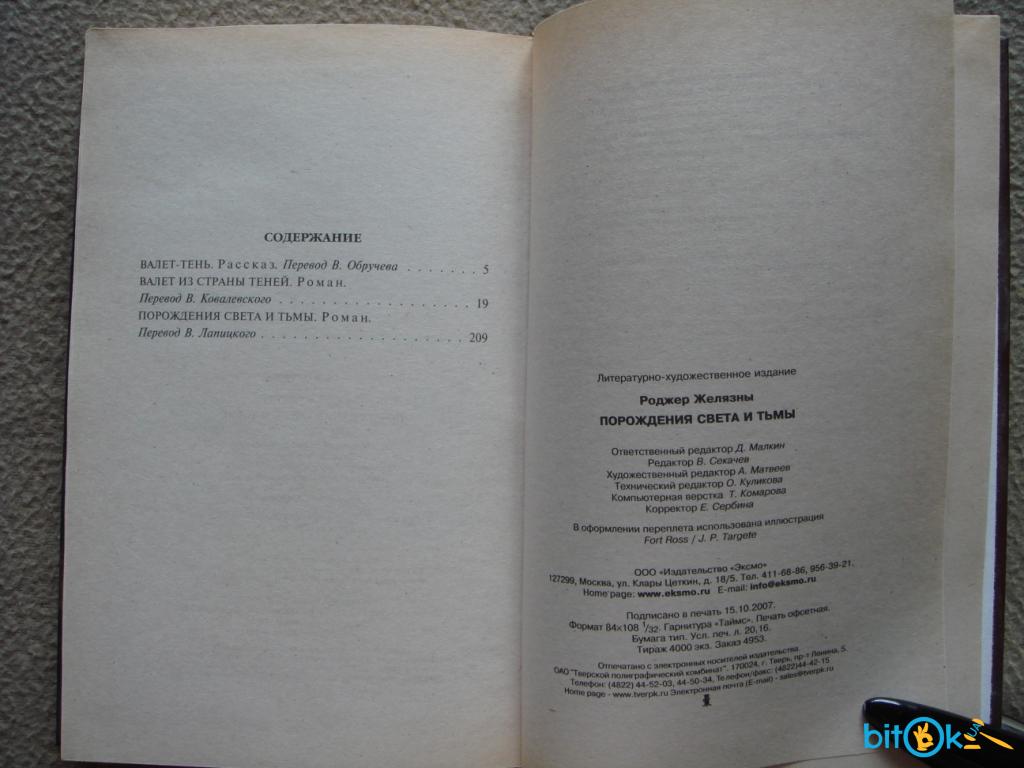 СОДЕРЖАНИЕ
ВАЛЕТ-ТЕНЬ. Рассказ. Перевод В. Обручева . . . . . . . 5
ВАЛЕТ ИЗ СТРАНЫ ТЕНЕЙ. Роман.
Перевод В. Ковалевского . . . . . . . . . . . . . . . . . 19
ПОРОЖДЕНИЯ СВЕТА И ТЬМЫ. Роман.
Перевод В. Лапицкого . . . . . . . . . . . . . . . . . . 209
Литературно-художественное издание
Роджер Желязны
ПОРОЖДЕНИЯ СВЕТА И ТЬМЫ
Ответственный редактор Д. Малкин
Редактор В. Секачев
Художественный редактор А. Матвеев
Технический редактор О. Куликова
Компьютерная верстка Т. Комарова
Корректор Е. Сербина
В оформлении переплета использована иллюстрация
Fort Ross / J. P. Targete
ООО «Издательство «Эксмо»
127299, Москва, ул. Клары Цеткин, д. 18/5. Тел. 411-68-86, 956-39-21.
Home page: www.eksmo.ru E-mail: info@eksmo.ru
Подписано в печать 15.10.2007.
Формат 84×108 1/32. Гарнитура «Таймс». Печать офсетная.
Бумага тип. Усл. печ. л. 20,16.
Тираж 4000 экз. Заказ 4953.
Отпечатано с электронных носителей издательства.
ОАО "Тверской полиграфический комбинат". 170024, г. Тверь, пр-т Ленина, 5.
Телефон: (4822) 44-52-03, 44-50-34, Телефон/факс: (4822)44-42-15
Home page - www.tverpk.ru Электронная почта (E-mail) - sales@tverpk.ru
bitOk UA